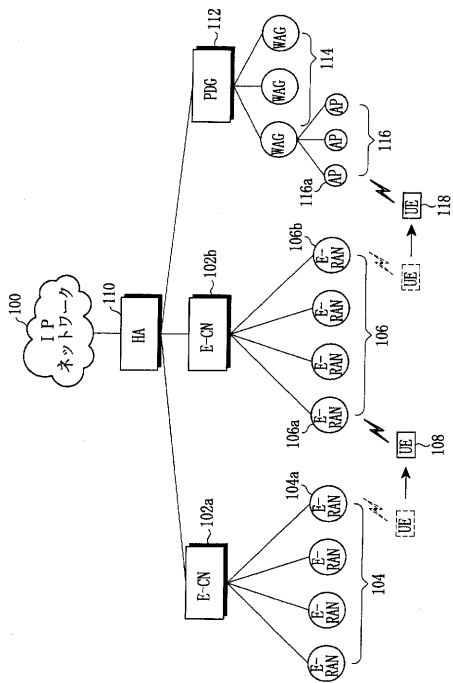 100
IP
ネットワーク
110
HA
102a
E-CN
102b
E-CN
112
PDG
E-
RAN
E-
RAN
E-
RAN
E-
RAN
104a
104
106a
E-
RAN
E-
RAN
E-
RAN
E-
RAN
106b
106
WAG
WAG
WAG
114
116a
AP
AP
AP
116
UE
UE
108
UE
UE
118